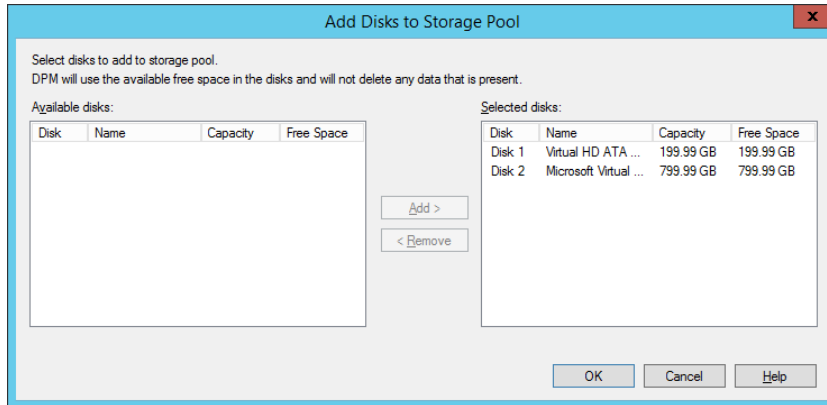 Add Disks to Storage Pool
x
Select disks to add to storage pool.
DPM will use the available free space in the disks and will not delete any data that is present.
Available disks:
Disk Name Capacity Free Space
Selected disks:
Disk Name Capacity Free Space
Disk 1 Virtual HD ATA ... 199.99 GB 199.99 GB
Disk 2 Microsoft Virtual ... 799.99 GB 799.99 GB
Add >
< Remove
OK Cancel Help